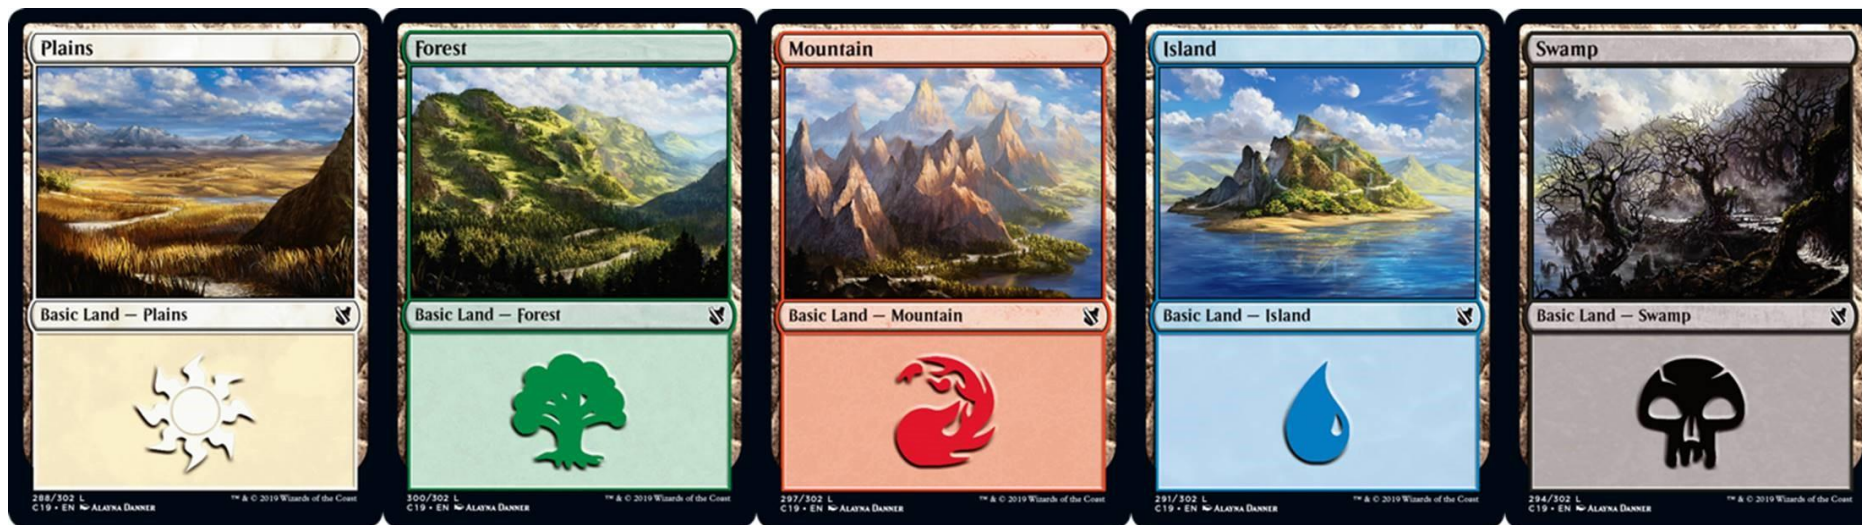 Plains
Basic Land — Plains
288/302 L
C19 • EN ALAYNA DANNER
™ & © 2019 Wizards of the Coast
Forest
Basic Land — Forest
300/302 L
C19 • EN ALAYNA DANNER
™ & © 2019 Wizards of the Coast
Mountain
Basic Land — Mountain
297/302 L
C19 • EN ALAYNA DANNER
™ & © 2019 Wizards of the Coast
Island
Basic Land — Island
291/302 L
C19 • EN ALAYNA DANNER
™ & © 2019 Wizards of the Coast
Swamp
Basic Land — Swamp
294/302 L
C19 • EN ALAYNA DANNER
™ & © 2019 Wizards of the Coast